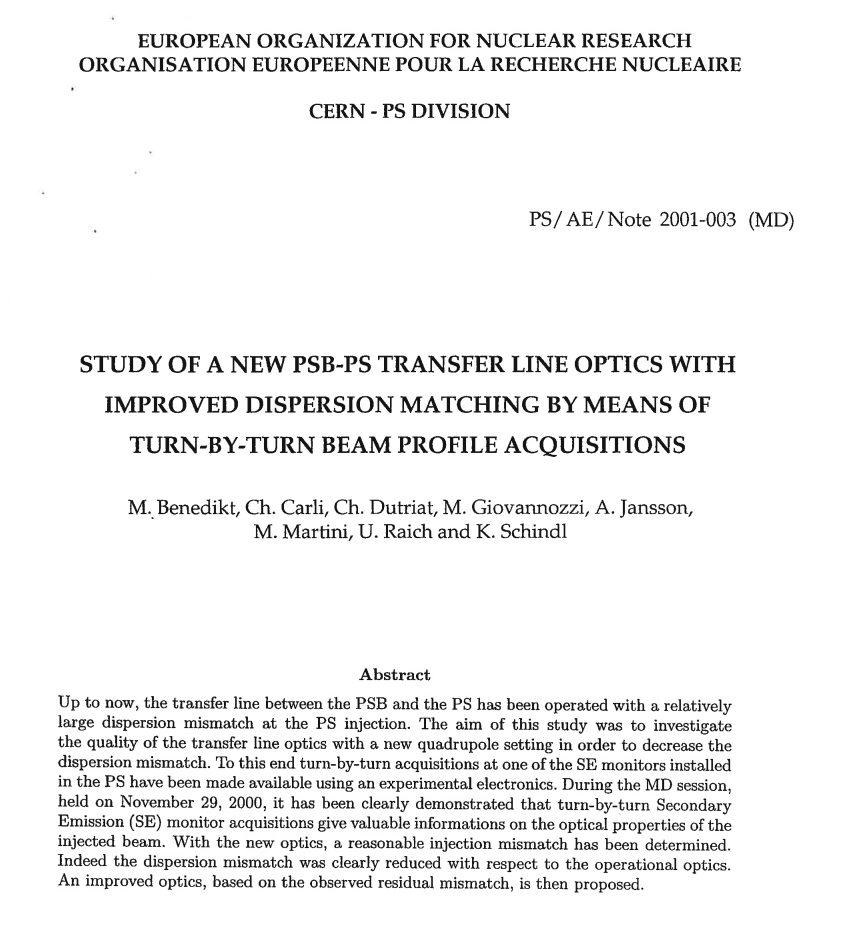 EUROPEAN ORGANIZATION FOR NUCLEAR RESEARCH
ORGANISATION EUROPEENNE POUR LA RECHERCHE NUCLEAIRE
CERN - PS DIVISION
PS/AE/Note 2001-003 (MD)
STUDY OF A NEW PSB-PS TRANSFER LINE OPTICS WITH
IMPROVED DISPERSION MATCHING BY MEANS OF
TURN-BY-TURN BEAM PROFILE ACQUISITIONS
M. Benedikt, Ch. Carli, Ch. Dutriat, M. Giovannozzi, A. Jansson,
M. Martini, U. Raich and K. Schindl
Abstract
Up to now, the transfer line between the PSB and the PS has been operated with a relatively
large dispersion mismatch at the PS injection. The aim of this study was to investigate
the quality of the transfer line optics with a new quadrupole setting in order to decrease the
dispersion mismatch. To this end turn-by-turn acquisitions at one of the SE monitors installed
in the PS have been made available using an experimental electronics. During the MD session,
held on November 29, 2000, it has been clearly demonstrated that turn-by-turn Secondary
Emission (SE) monitor acquisitions give valuable informations on the optical properties of the
injected beam. With the new optics, a reasonable injection mismatch has been determined.
Indeed the dispersion mismatch was clearly reduced with respect to the operational optics.
An improved optics, based on the observed residual mismatch, is then proposed.